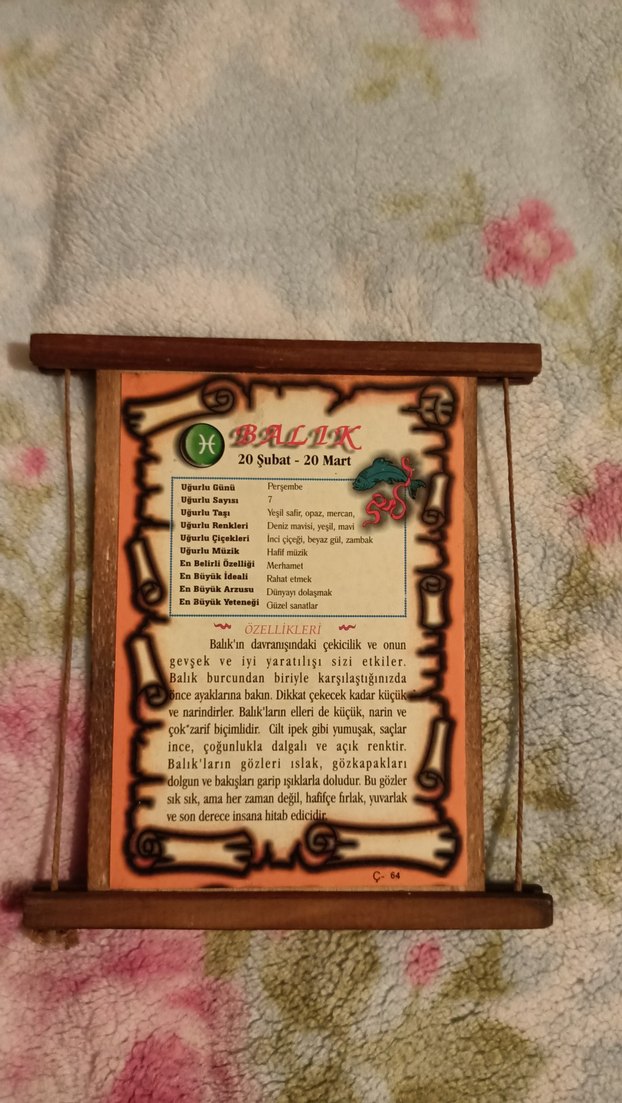 ♓ BALIK
20 Şubat - 20 Mart
Uğurlu Günü Perşembe
Uğurlu Sayısı 7
Uğurlu Taşı Yeşil safir, opaz, mercan,
Uğurlu Renkleri Deniz mavisi, yeşil, mavi
Uğurlu Çiçekleri İnci çiçeği, beyaz gül, zambak
Uğurlu Müzik Hafif müzik
En Belirli Özelliği Merhamet
En Büyük İdeali Rahat etmek
En Büyük Arzusu Dünyayı dolaşmak
En Büyük Yeteneği Güzel sanatlar
ÖZELLİKLERİ
Balık'ın davranışındaki çekicilik ve onun
gevşek ve iyi yaratılışı sizi etkiler.
Balık burcundan biriyle karşılaştığınızda
önce ayaklarına bakın. Dikkat çekecek kadar küçük
ve narindirler. Balık'ların elleri de küçük, narin ve
çok zarif biçimlidir. Cilt ipek gibi yumuşak, saçlar
ince, çoğunlukla dalgalı ve açık renktir.
Balık'ların gözleri ıslak, gözkapakları
dolgun ve bakışları garip ışıklarla doludur. Bu gözler
sık sık, ama her zaman değil, hafifçe fırlak, yuvarlak
ve son derece insana hitab edicidir.
Ç- 64